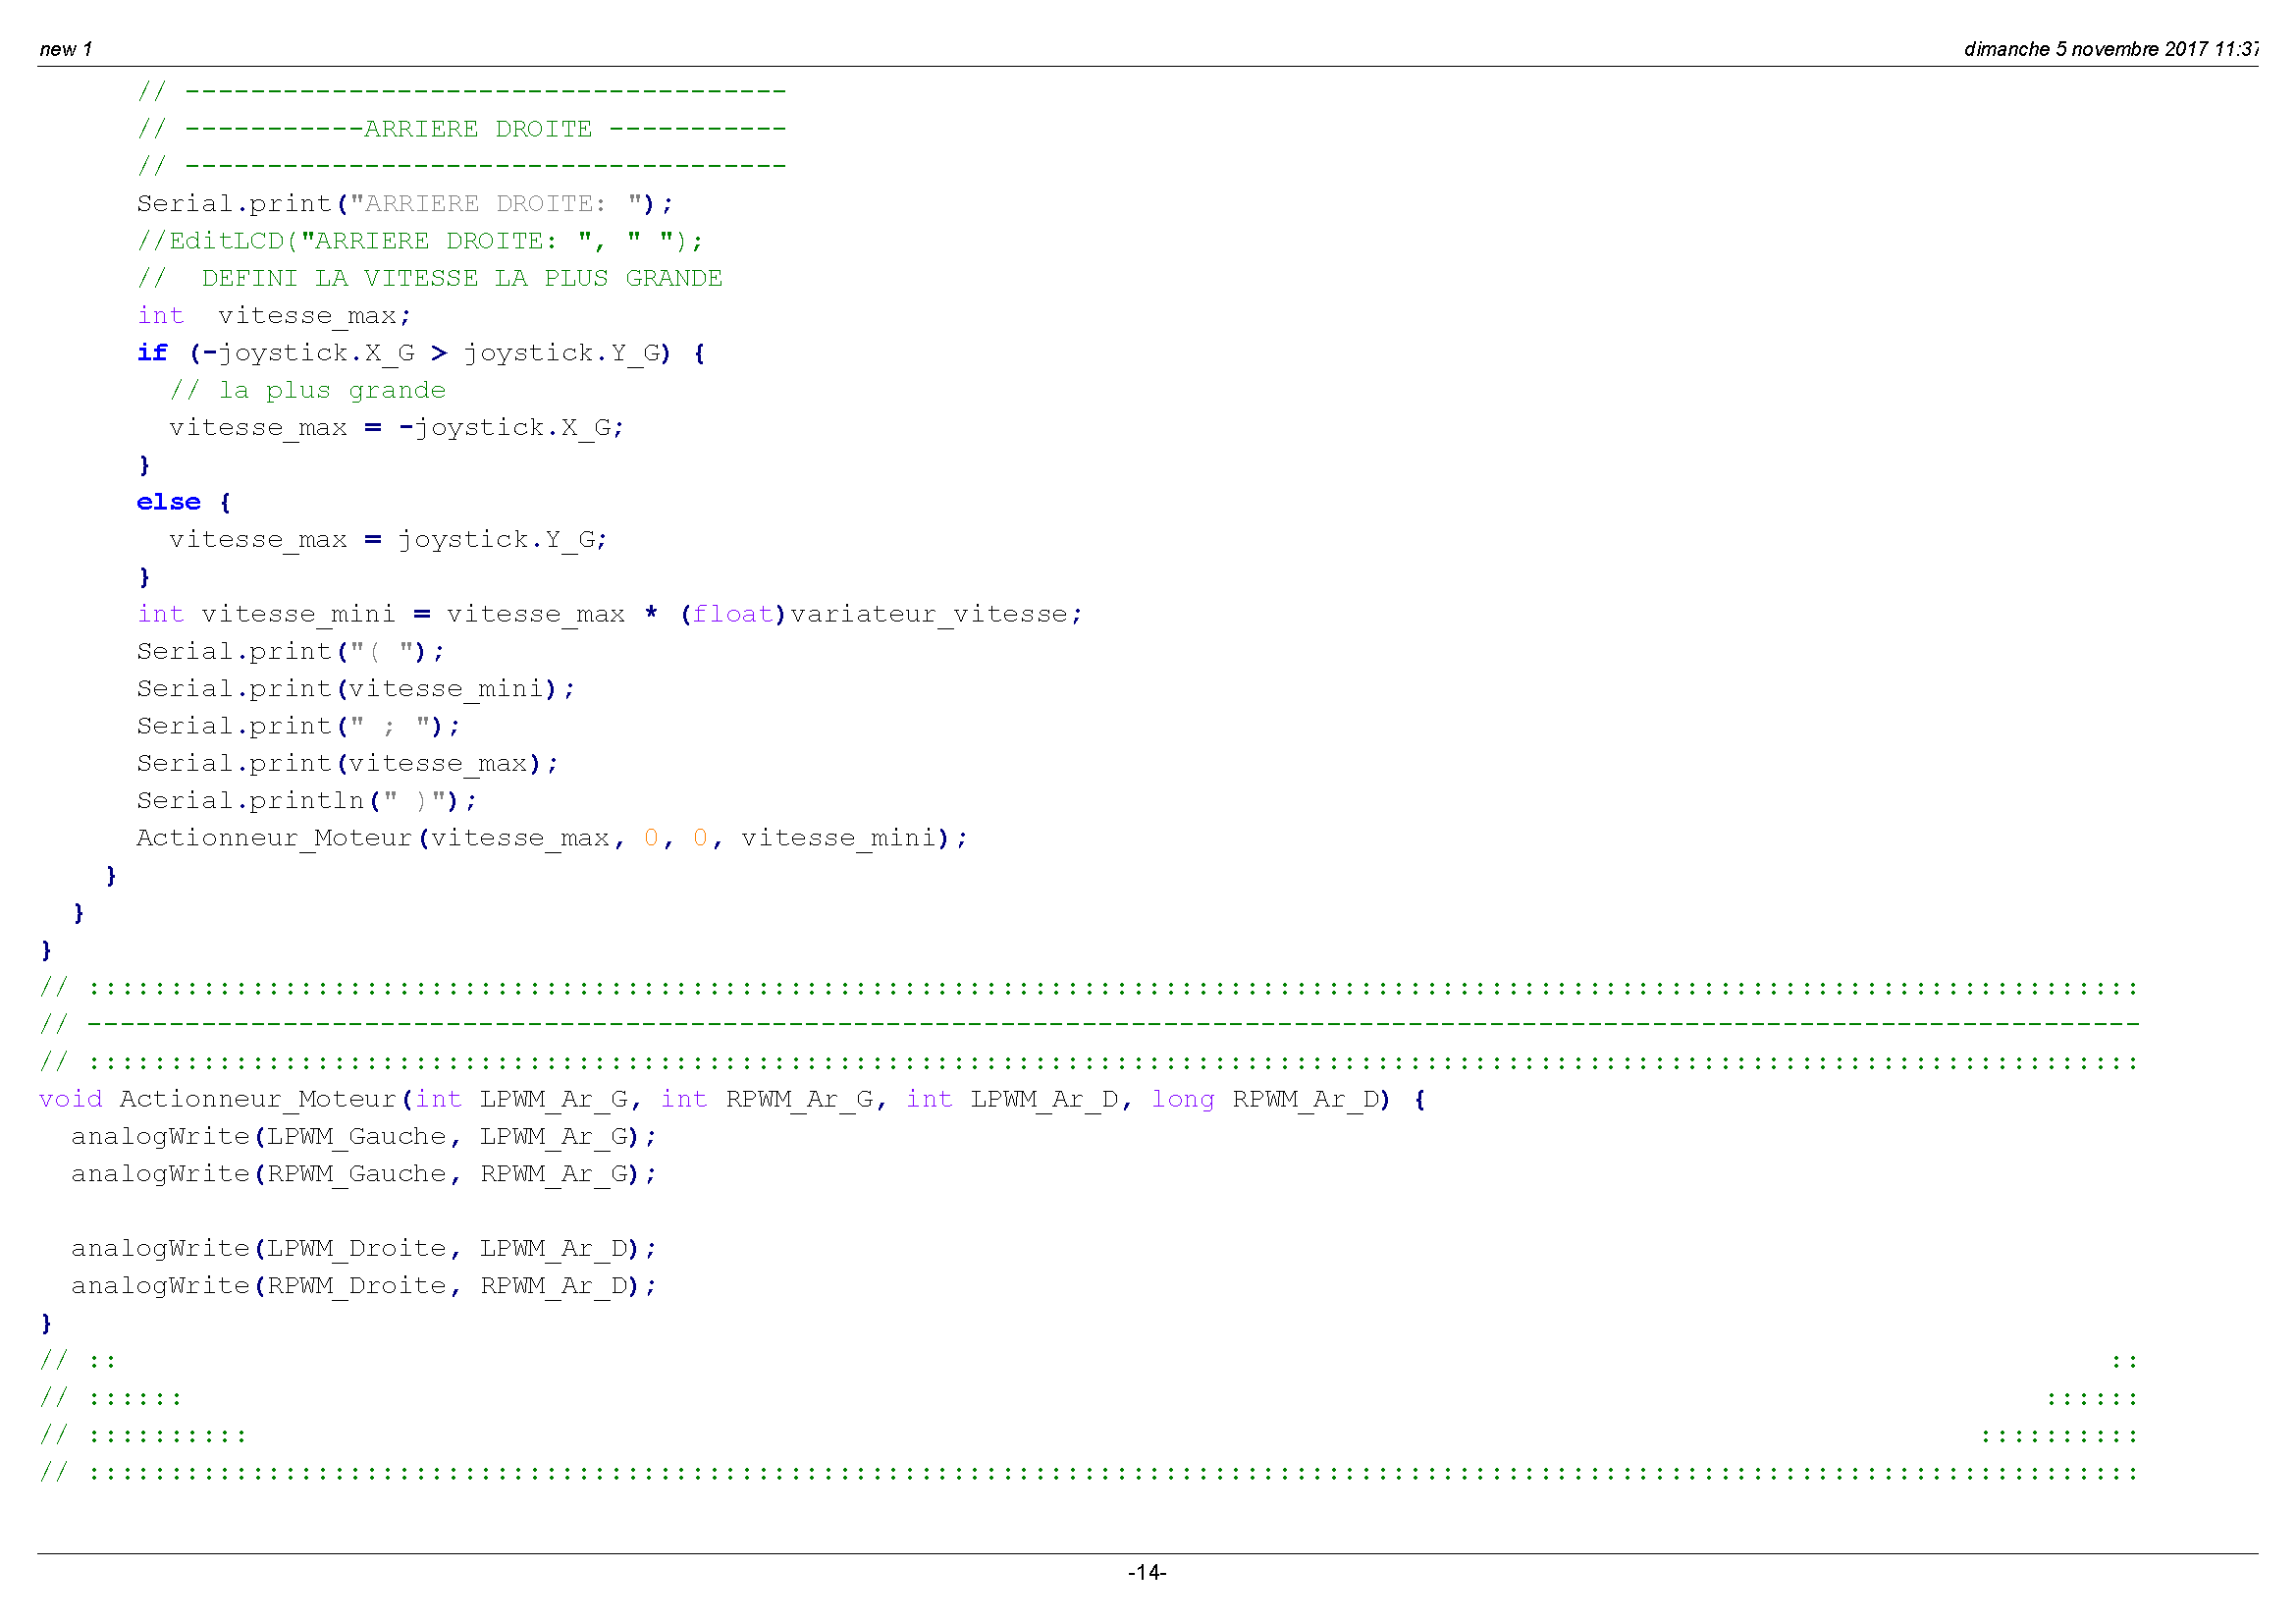 new 1
dimanche 5 novembre 2017 11:37
// -------------------------------------
// -----------ARRIERE DROITE -----------
// -------------------------------------
Serial.print("ARRIERE DROITE: ");
//EditLCD("ARRIERE DROITE: ", " ");
//  DEFINI LA VITESSE LA PLUS GRANDE
int  vitesse_max;
if (-joystick.X_G > joystick.Y_G) {
// la plus grande
vitesse_max = -joystick.X_G;
}
else {
vitesse_max = joystick.Y_G;
}
int vitesse_mini = vitesse_max * (float)variateur_vitesse;
Serial.print("( ");
Serial.print(vitesse_mini);
Serial.print(" ; ");
Serial.print(vitesse_max);
Serial.println(" )");
Actionneur_Moteur(vitesse_max, 0, 0, vitesse_mini);
}
}
}
// ::::::::::::::::::::::::::::::::::::::::::::::::::::::::::::::::::::::::::::::::::::::::::::::::::::::::::::::::::::::::::::::
// ------------------------------------------------------------------------------------------------------------------------------
// ::::::::::::::::::::::::::::::::::::::::::::::::::::::::::::::::::::::::::::::::::::::::::::::::::::::::::::::::::::::::::::::
void Actionneur_Moteur(int LPWM_Ar_G, int RPWM_Ar_G, int LPWM_Ar_D, long RPWM_Ar_D) {
analogWrite(LPWM_Gauche, LPWM_Ar_G);
analogWrite(RPWM_Gauche, RPWM_Ar_G);
analogWrite(LPWM_Droite, LPWM_Ar_D);
analogWrite(RPWM_Droite, RPWM_Ar_D);
}
// :: ::
// :::::: ::::::
// :::::::::: ::::::::::
// ::::::::::::::::::::::::::::::::::::::::::::::::::::::::::::::::::::::::::::::::::::::::::::::::::::::::::::::::::::::::::::::
-14-